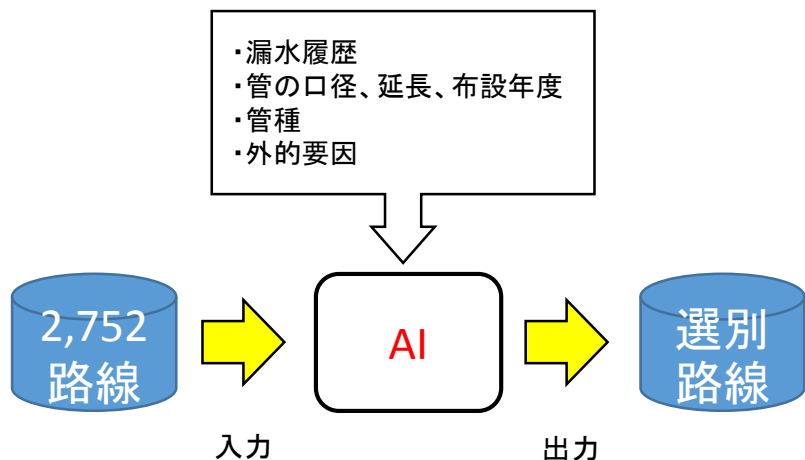 ・漏水履歴
・管の口径、延長、布設年度
・管種
・外的要因
2,752
路線
AI
選別
路線
入力
出力